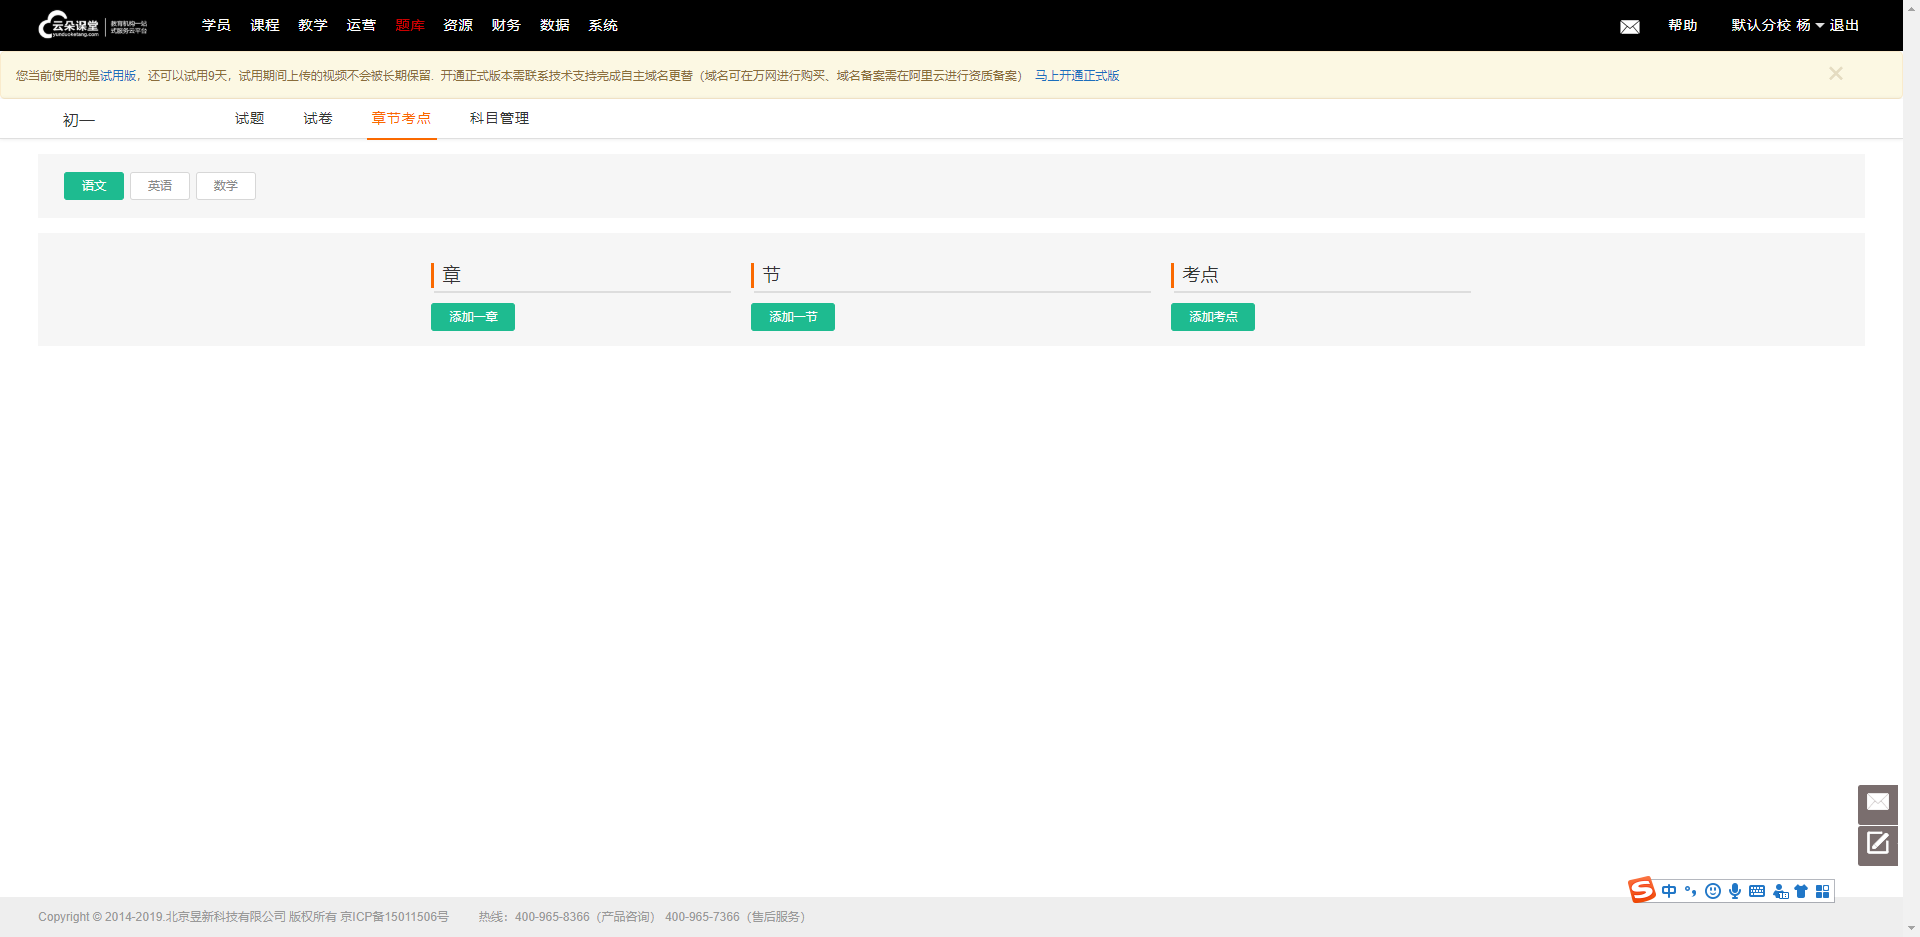 云朵课堂 yunduoketang.com 教育机构一站式服务云平台
学员 课程 教学 运营 题库 资源 财务 数据 系统 帮助 默认分校 杨 退出
您当前使用的是试用版，还可以试用9天，试用期间上传的视频不会被长期保留. 开通正式版本需联系技术支持完成自主域名更替（域名可在万网进行购买、域名备案需在阿里云进行资质备案） 马上开通正式版 ×
初一 试题 试卷 章节考点 科目管理
语文 英语 数学
章 节 考点
添加一章 添加一节 添加考点
中
Copyright © 2014-2019.北京昱新科技有限公司 版权所有 京ICP备15011506号 热线：400-965-8366（产品咨询） 400-965-7366（售后服务）